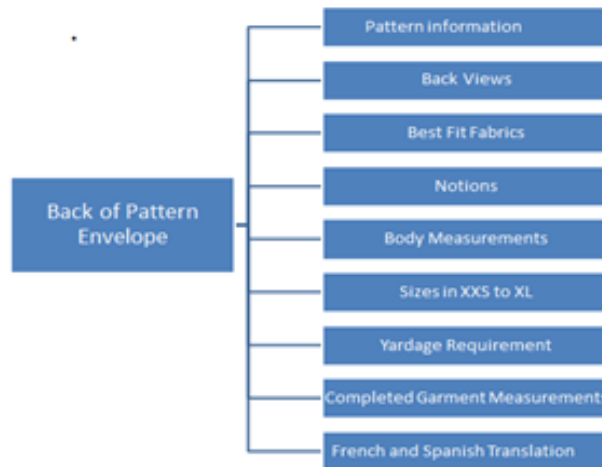 Pattern information
Back Views
Best Fit Fabrics
Notions
Back of Pattern
Envelope
Body Measurements
Sizes in XXS to XL
Yardage Requirement
Completed Garment Measurements
French and Spanish Translation